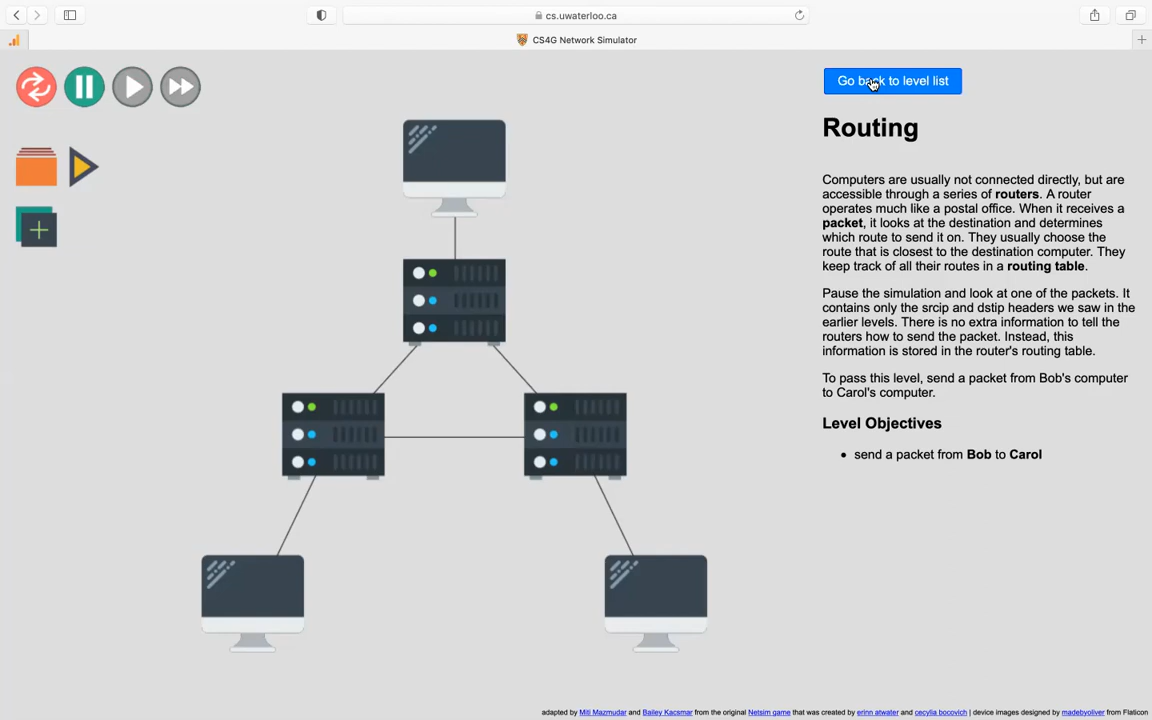 cs.uwaterloo.ca
CS4G Network Simulator
Go back to level list
Routing
Computers are usually not connected directly, but are
accessible through a series of routers. A router
operates much like a postal office. When it receives a
packet, it looks at the destination and determines
which route to send it on. They usually choose the
route that is closest to the destination computer. They
keep track of all their routes in a routing table.
Pause the simulation and look at one of the packets. It
contains only the srcip and dstip headers we saw in the
earlier levels. There is no extra information to tell the
routers how to send the packet. Instead, this
information is stored in the router's routing table.
To pass this level, send a packet from Bob's computer
to Carol's computer.
Level Objectives
• send a packet from Bob to Carol
adapted by Miti Mazmudar and Bailey Kacsmar from the original Netsim game that was created by erinn atwater and cecylia bocovich | device images designed by madebyoliver from Flaticon